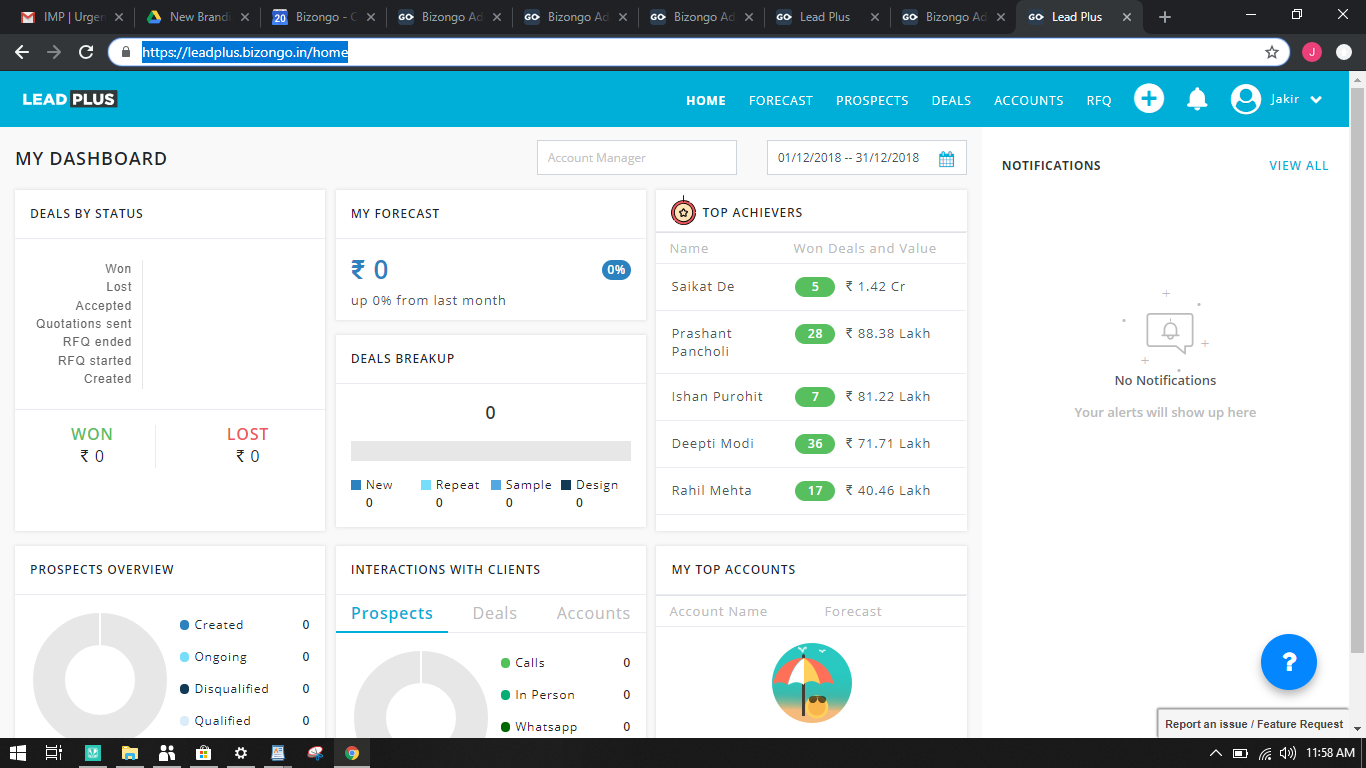 IMP | Urgen
New Brandi
20
Bizongo - C
GO
Bizongo Ad
GO
Bizongo Ad
GO
Bizongo Ad
GO
Lead Plus
GO
Bizongo Ad
GO
Lead Plus
https://leadplus.bizongo.in/home
J
LEAD PLUS
HOME
FORECAST
PROSPECTS
DEALS
ACCOUNTS
RFQ
Jakir
MY DASHBOARD
Account Manager
01/12/2018 -- 31/12/2018
DEALS BY STATUS
Won
Lost
Accepted
Quotations sent
RFQ ended
RFQ started
Created
WON
LOST
₹ 0
₹ 0
MY FORECAST
₹ 0
0%
up 0% from last month
DEALS BREAKUP
0
New
Repeat
Sample
Design
0
0
0
0
TOP ACHIEVERS
Name
Won Deals and Value
Saikat De
5
₹ 1.42 Cr
Prashant
Pancholi
28
₹ 88.38 Lakh
Ishan Purohit
7
₹ 81.22 Lakh
Deepti Modi
36
₹ 71.71 Lakh
Rahil Mehta
17
₹ 40.46 Lakh
NOTIFICATIONS
VIEW ALL
No Notifications
Your alerts will show up here
PROSPECTS OVERVIEW
Created
0
Ongoing
0
Disqualified
0
Qualified
0
INTERACTIONS WITH CLIENTS
Prospects
Deals
Accounts
Calls
0
In Person
0
Whatsapp
0
MY TOP ACCOUNTS
Account Name
Forecast
?
Report an issue / Feature Request
11:58 AM